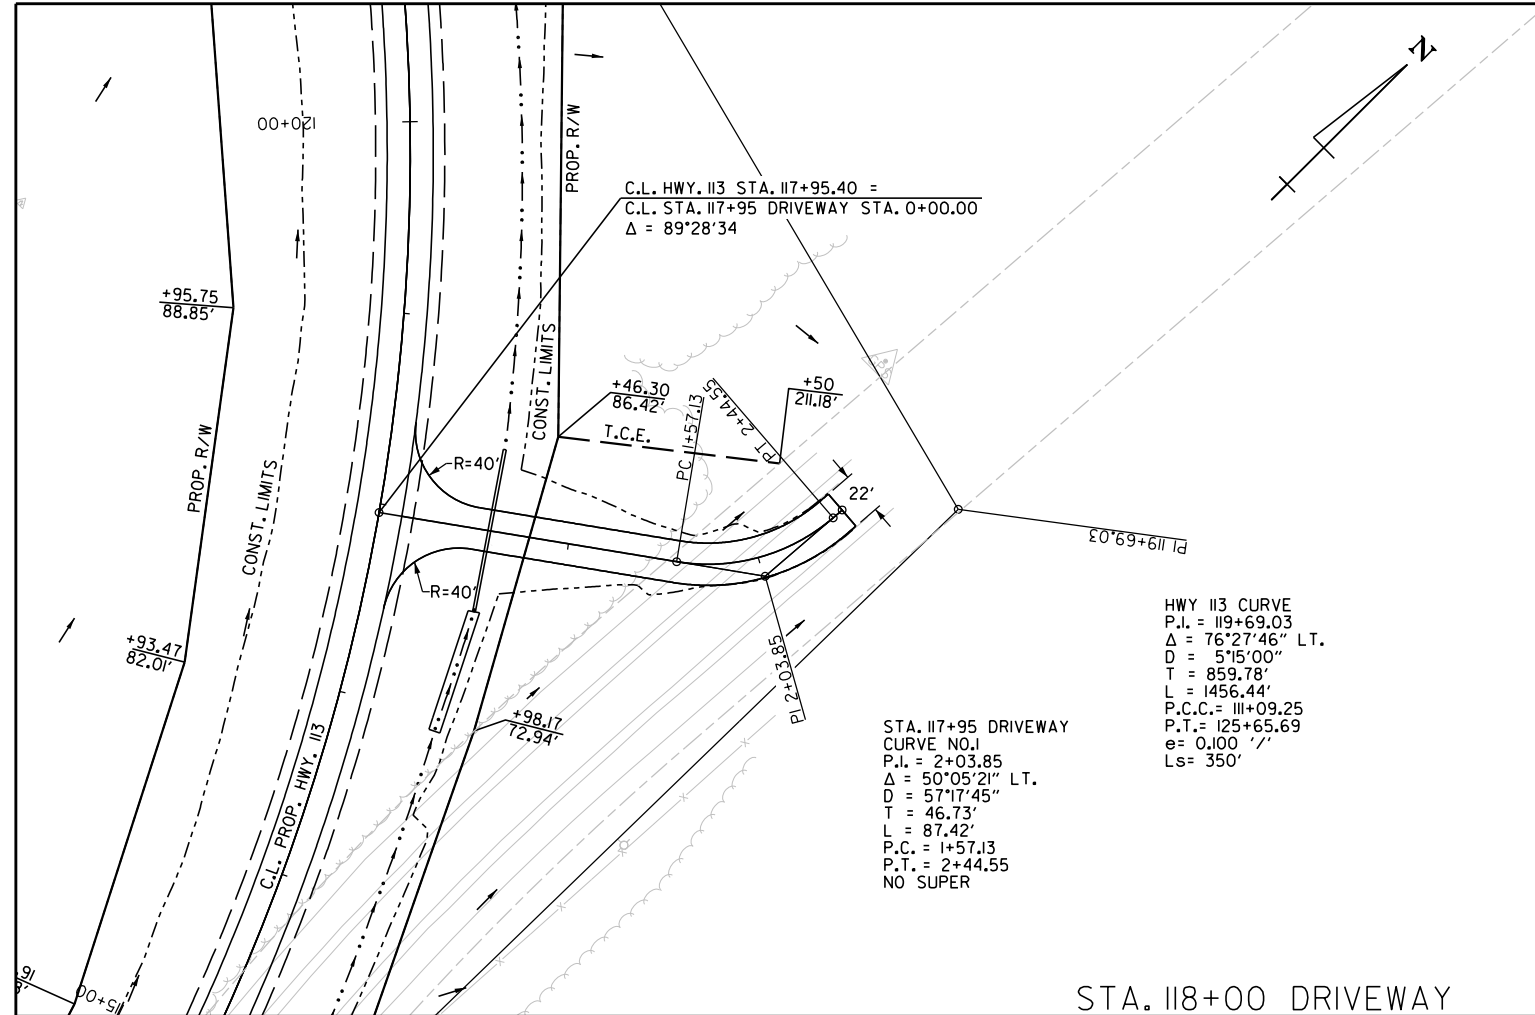 N
120+00
PROP. R/W
C.L. HWY. 113 STA. 117+95.40 =
C.L. STA. 117+95 DRIVEWAY STA. 0+00.00
Δ = 89°28'34
+95.75
88.85'
CONST. LIMITS
+46.30
86.42'
+50
211.18'
T.C.E.
PC 1+57.13
PT 2+44.55
PROP. R/W
CONST. LIMITS
R=40'
22'
PI 119+69.03
R=40'
+93.47
82.01'
PI 2+03.85
+98.17
72.94'
C.L. PROP. HWY. 113
HWY 113 CURVE
P.I. = 119+69.03
Δ = 76°27'46" LT.
D = 5°15'00"
T = 859.78'
L = 1456.44'
P.C.C.= 111+09.25
P.T.= 125+65.69
e= 0.100 '/'
Ls= 350'
STA. 117+95 DRIVEWAY
CURVE NO.1
P.I. = 2+03.85
Δ = 50°05'21" LT.
D = 57°17'45"
T = 46.73'
L = 87.42'
P.C. = 1+57.13
P.T. = 2+44.55
NO SUPER
15+00
STA. 118+00 DRIVEWAY